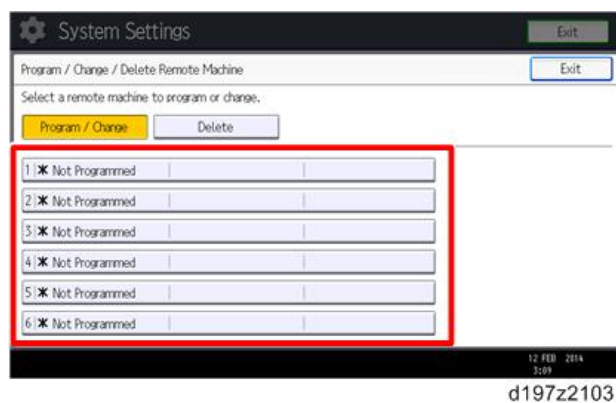 System Settings
Exit
Program / Change / Delete Remote Machine
Exit
Select a remote machine to program or change.
Program / Change
Delete
1 * Not Programmed
2 * Not Programmed
3 * Not Programmed
4 * Not Programmed
5 * Not Programmed
6 * Not Programmed
12 FEB 2014
3:09
d197z2103